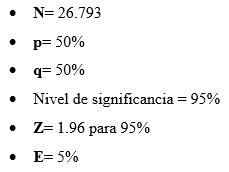 • N= 26.793
• p= 50%
• q= 50%
• Nivel de significancia = 95%
• Z= 1.96 para 95%
• E= 5%